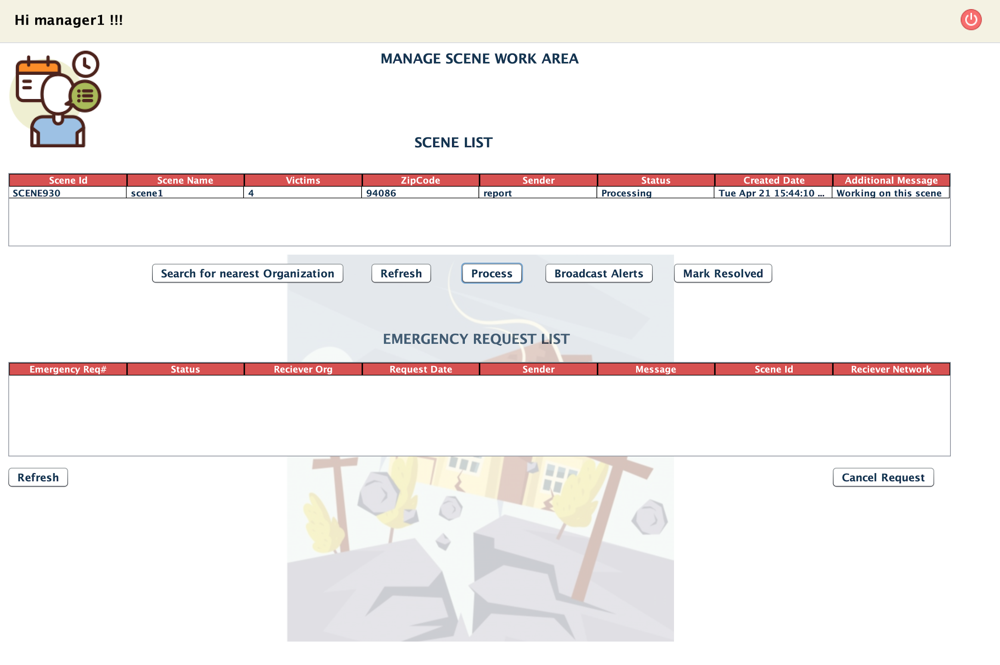 Hi manager1 !!!
MANAGE SCENE WORK AREA
SCENE LIST
Scene Id Scene Name Victims ZipCode Sender Status Created Date Additional Message
SCENE930 scene1 4 94086 report Processing Tue Apr 21 15:44:10 ... Working on this scene
Search for nearest Organization Refresh Process Broadcast Alerts Mark Resolved
EMERGENCY REQUEST LIST
Emergency Req# Status Reciever Org Request Date Sender Message Scene Id Reciever Network
Refresh Cancel Request